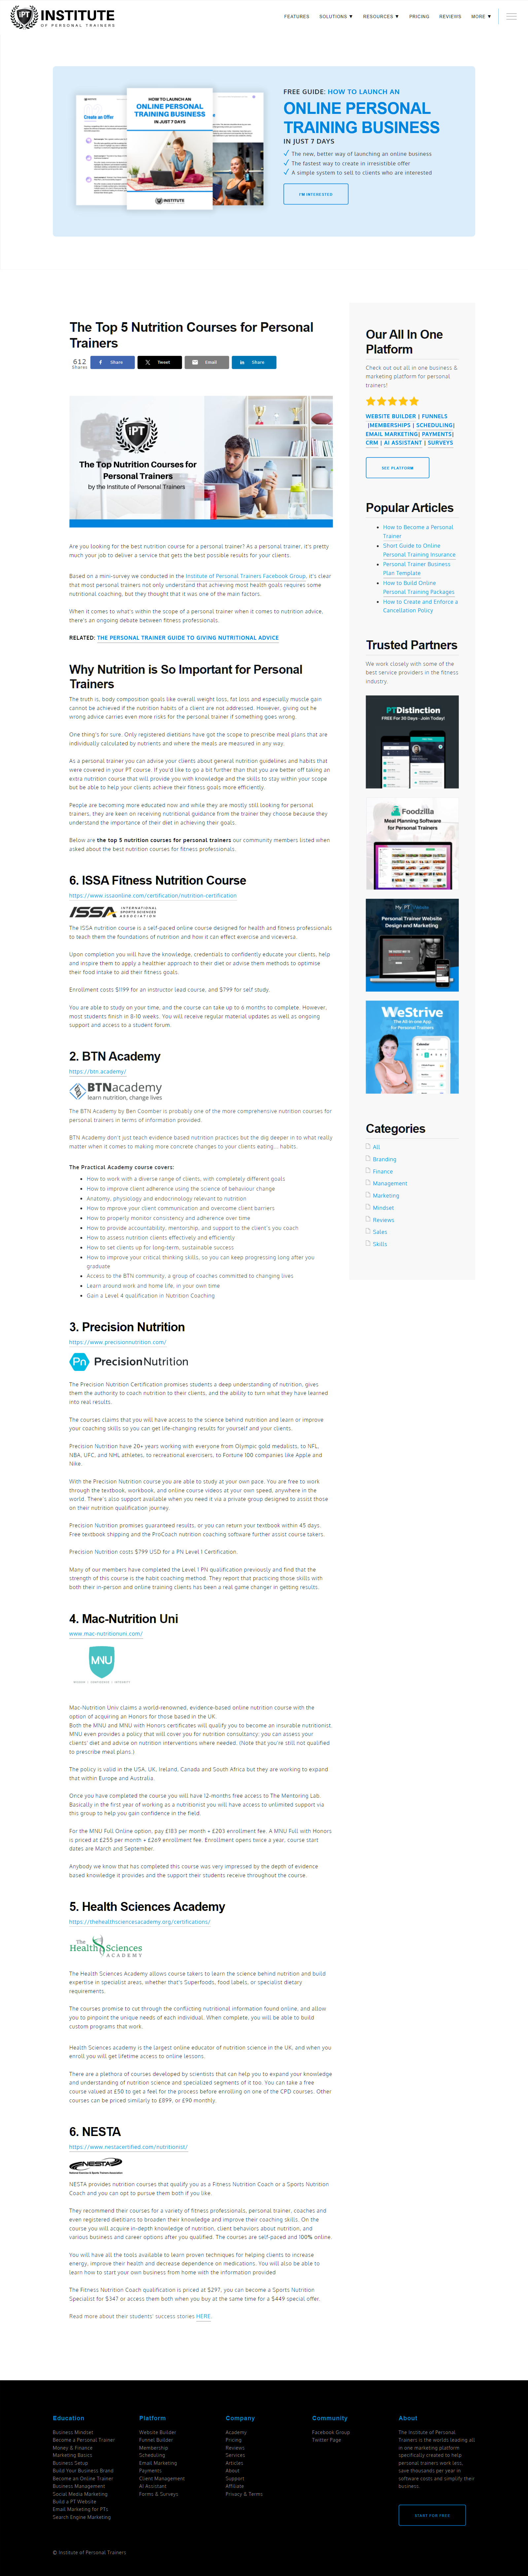 INSTITUTE
OF PERSONAL TRAINERS
FEATURES
SOLUTIONS ▼
RESOURCES ▼
PRICING
REVIEWS
MORE ▼
FREE GUIDE: HOW TO LAUNCH AN
ONLINE PERSONAL
TRAINING BUSINESS
IN JUST 7 DAYS
✓ The new, better way of launching an online business
✓ The fastest way to create in irresistible offer
✓ A simple system to sell to clients who are interested
I'M INTERESTED
The Top 5 Nutrition Courses for Personal
Trainers
612
Shares
Share
Tweet
Email
Share
IPT
The Top Nutrition Courses for
Personal Trainers
by the Institute of Personal Trainers
Are you looking for the best nutrition course for a personal trainer? As a personal trainer, it's pretty
much your job to deliver a service that gets the best possible results for your clients.
Based on a mini-survey we conducted in the Institute of Personal Trainers Facebook Group, it's clear
that most personal trainers not only understand that achieving most health goals requires some
nutritional coaching, but they thought that it was one of the main factors.
When it comes to what's inside the scope of a personal trainer when it comes to nutrition advice,
there's an ongoing debate between fitness professionals.
RELATED: THE PERSONAL TRAINER GUIDE TO GIVING NUTRITIONAL ADVICE
Why Nutrition is So Important for Personal
Trainers
The truth is, body composition goals like overall weight loss, fat loss and especially muscle gain
cannot be achieved if the nutrition habits of a client are not addressed. However, giving out he
wrong advice carries even more risks for the personal trainer if something goes wrong.
One thing's for sure. Only registered dietitians have got the scope to prescribe meal plans that are
individually calculated by nutrients and where the meals are measured in any way.
As a personal trainer you can advise your clients about general nutrition guidelines and habits that
were covered in your PT course. If you'd like to go a bit further than that you are better off taking an
extra nutrition course that will provide you with knowledge and the skills to stay within your scope
but be able to help your clients achieve their fitness goals more efficiently.
People are becoming more educated now and while they are mostly still looking for personal
trainers, they are keen on receiving nutritional guidance from the trainer they choose because they
understand the importance of their diet in achieving their goals.
Below are the top 5 nutrition courses for personal trainers our community members listed when
asked about the best nutrition courses for fitness professionals.
6. ISSA Fitness Nutrition Course
https://www.issaonline.com/certification/nutrition-certification
ISSA INTERNATIONAL SPORTS SCIENCES ASSOCIATION
The ISSA nutrition course is a self-paced online course designed for health and fitness professionals
to teach them the foundations of nutrition and how it can effect exercise and viceversa.
Upon completion you will have the knowledge, credentials to confidently educate your clients, help
and inspire them to apply a healthier approach to their diet or advise them methods to optimise
their food intake to aid their fitness goals.
Enrollment costs $1199 for an instructor lead course, and $799 for self study.
You are able to study on your time, and the course can take up to 6 months to complete. However,
most students finish in 8-10 weeks. You will receive regular material updates as well as ongoing
support and access to a student forum.
2. BTN Academy
https://btn.academy/
BTNacademy
learn nutrition, change lives
The BTN Academy by Ben Coomber is probably one of the more comprehensive nutrition courses for
personal trainers in terms of information provided.
BTN Academy don't just teach evidence based nutrition practices but the dig deeper in to what really
matter when it comes to making more concrete changes to your clients eating... habits.
The Practical Academy course covers:
• How to work with a diverse range of clients, with completely different goals
• How to improve client adherence using the science of behaviour change
• Anatomy, physiology and endocrinology relevant to nutrition
• How to improve your client communication and overcome client barriers
• How to properly monitor consistency and adherence over time
• How to provide accountability, mentorship, and support to the client's you coach
• How to assess nutrition clients effectively and efficiently
• How to set clients up for long-term, sustainable success
• How to improve your critical thinking skills, so you can keep progressing long after you
graduate
• Access to the BTN community, a group of coaches committed to changing lives.
• Learn around work and home life, in your own time
• Gain a Level 4 qualification in Nutrition Coaching
3. Precision Nutrition
https://www.precisionnutrition.com/
Pn PrecisionNutrition
The Precision Nutrition Certification promises students a deep understanding of nutrition, gives
them the authority to coach nutrition to their clients, and the ability to turn what they have learned
into real results.
The courses claims that you will have access to the science behind nutrition and learn or improve
your coaching skills so you can get life-changing results for yourself and your clients.
Precision Nutrition have 20+ years working with everyone from Olympic gold medalists, to NFL,
NBA, UFC, and NHL athletes, to recreational exercisers, to Fortune 100 companies like Apple and
Nike.
With the Precision Nutrition course you are able to study at your own pace. You are free to work
through the textbook, workbook, and online course videos at your own speed, anywhere in the
world. There's also support available when you need it via a private group designed to assist those
on their nutrition qualification journey.
Precision Nutrition promises guaranteed results, or you can return your textbook within 45 days.
Free textbook shipping and the ProCoach nutrition coaching software further assist course takers.
Precision Nutrition costs $799 USD for a PN Level 1 Certification.
Many of our members have completed the Level 1 PN qualification previously and find that the
strength of this course is the habit coaching method. They report that practicing those skills with
both their in-person and online training clients has been a real game changer in getting results.
4. Mac-Nutrition Uni
www.mac-nutritionuni.com/
MNU
Mac-Nutrition Univ claims a world-renowned, evidence-based online nutrition course with the
option of acquiring an Honors for those based in the UK.
Both the MNU and MNU with Honors certificates will qualify you to become an insurable nutritionist.
MNU even provides a policy that will cover you for nutrition consultancy: you can assess your
clients' diet and advise on nutrition interventions where needed. (Note that you're still not qualified
to prescribe meal plans.)
The policy is valid in the USA, UK, Ireland, Canada and South Africa but they are working to expand
that within Europe and Australia.
Once you have completed the course you will have 12-months free access to The Mentoring Lab.
Basically in the first year of working as a nutritionist you will have access to unlimited support via
this group to help you gain confidence in the field.
For the MNU Full Online option, pay £183 per month + £203 enrollment fee. A MNU Full with Honors
is priced at £255 per month + £269 enrollment fee. Enrollment opens twice a year, course start
dates are March and September.
Anybody we know that has completed this course was very impressed by the depth of evidence
based knowledge it provides and the support their students receive throughout the course.
5. Health Sciences Academy
https://thehealthsciencesacademy.org/certifications/
The Health Sciences
ACADEMY
The Health Sciences Academy allows course takers to learn the science behind nutrition and build
expertise in specialist areas, whether that's Superfoods, food labels, or specialist dietary
requirements.
The courses promise to cut through the conflicting nutritional information found online, and allow
you to pinpoint the unique needs of each individual. When complete, you will be able to build
custom programs that work.
Health Sciences academy is the largest online educator of nutrition science in the UK, and when you
enroll you will get lifetime access to online lessons.
There are a plethora of courses developed by scientists that can help you to expand your knowledge
and understanding of nutrition science and specialized segments of it too. You can take a free
course valued at £50 to get a feel for the process before enrolling on one of the CPD courses. Other
courses can be priced similarly to £899, or £90 monthly.
6. NESTA
https://www.nestacertified.com/nutritionist/
NESTA
NESTA provides nutrition courses that qualify you as a Fitness Nutrition Coach or a Sports Nutrition
Coach and you can opt to pursue them both if you like.
They recommend their courses for a variety of fitness professionals, personal trainer, coaches and
even registered dietitians to broaden their knowledge and improve their coaching skills. On the
course you will acquire in-depth knowledge of nutrition, client behaviors about nutrition, and
various business and career options after you qualified. The courses are self-paced and 100% online.
You will have all the tools available to learn proven techniques for helping clients to increase
energy, improve their health and decrease dependence on medications. You will also be able to
learn how to start your own business from home with the information provided.
The Fitness Nutrition Coach qualification is priced at $297, you can become a Sports Nutrition
Specialist for $347 or access them both when you buy at the same time for a $449 special offer.
Read more about their students' success stories HERE.
Our All In One
Platform
Check out out all in one business &
marketing platform for personal
trainers!
WEBSITE BUILDER | FUNNELS
|MEMBERSHIPS | SCHEDULING|
EMAIL MARKETING| PAYMENTS|
CRM | AI ASSISTANT | SURVEYS
SEE PLATFORM
Popular Articles
• How to Become a Personal
Trainer
• Short Guide to Online
Personal Training Insurance
• Personal Trainer Business
Plan Template
• How to Build Online
Personal Training Packages
• How to Create and Enforce a
Cancellation Policy
Trusted Partners
We work closely with some of the
best service providers in the fitness
industry.
PTDistinction
FREE For 30 Days - Join Today!
Foodzilla
Meal Planning Software
for Personal Trainers
Personal Trainer Website
Design and Marketing
WeStrive
Categories
All
Branding
Finance
Management
Marketing
Mindset
Reviews
Sales
Skills
Education
Business Mindset
Become a Personal Trainer
Money & Finance
Marketing Basics
Business Setup
Build Your Business Brand
Become an Online Trainer
Business Management
Social Media Marketing
Build a PT Website
Email Marketing for PTs
Search Engine Marketing
Platform
Website Builder
Funnel Builder
Membership
Scheduling
Email Marketing
Payments
Client Management
AI Assistant
Forms & Surveys
Company
Academy
Pricing
Reviews
Services
Articles
About
Support
Affiliate
Privacy & Terms
Community
Facebook Group
Twitter Page
About
The Institute of Personal
Trainers is the worlds leading all
in one marketing platform
specifically created to help
personal trainers work less,
save thousands per year in
software costs and simplify their
business.
START FOR FREE
© Institute of Personal Trainers